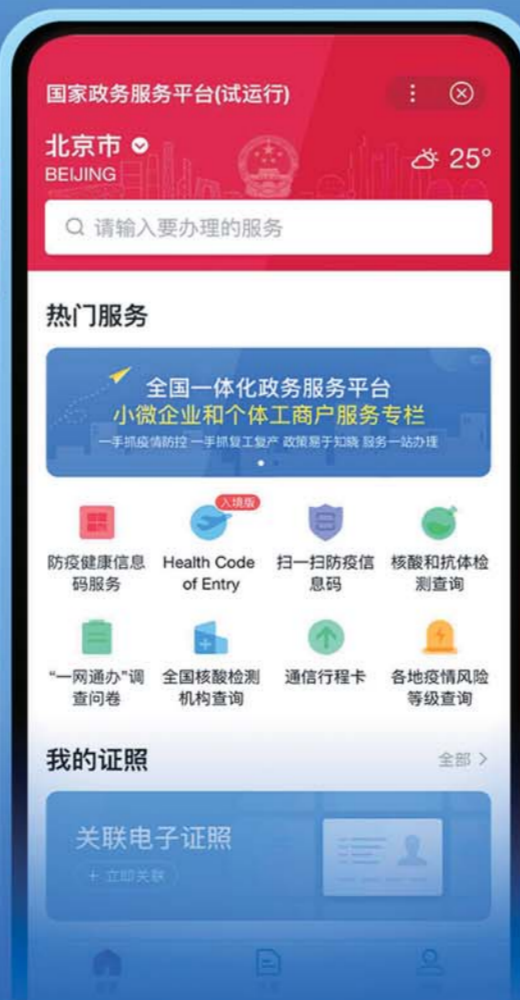 国家政务服务平台(试运行)
北京市
BEIJING
25°
请输入要办理的服务
热门服务
全国一体化政务服务平台
小微企业和个体工商户服务专栏
一手抓疫情防控 一手抓复工复产 政策易于知晓 服务一站办理
入境版
防疫健康信息
码服务
Health Code
of Entry
扫一扫防疫信
息码
核酸和抗体检
测查询
“一网通办”调
查问卷
全国核酸检测
机构查询
通信行程卡
各地疫情风险
等级查询
我的证照
全部 >
关联电子证照
+ 立即关联